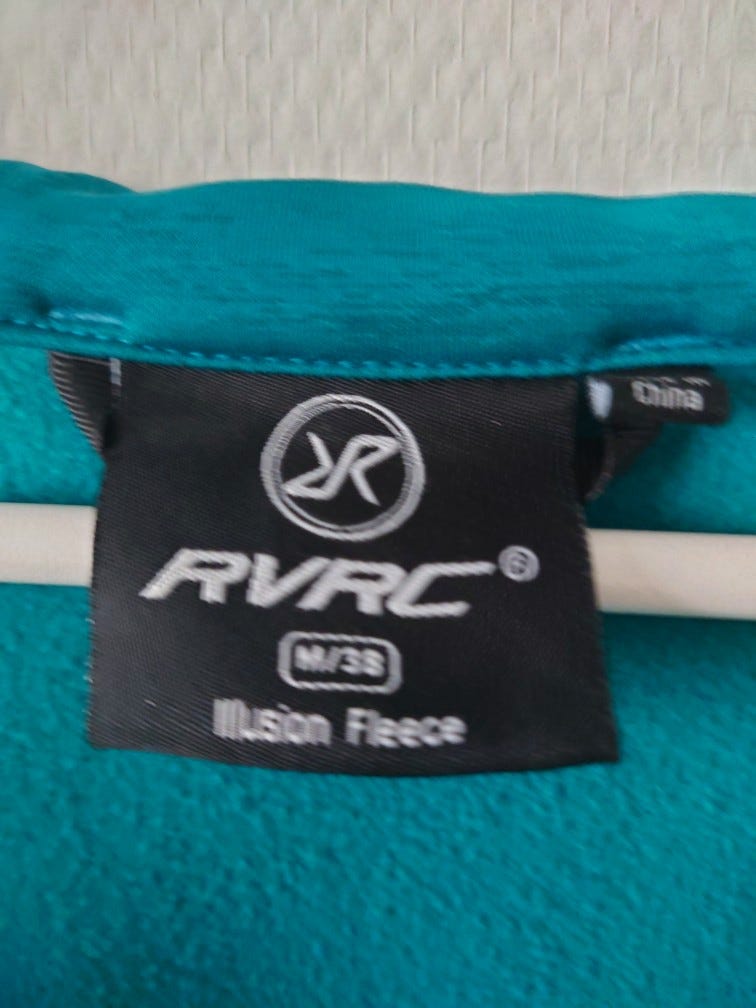 RVRC®
M/38
Illusion Fleece
China